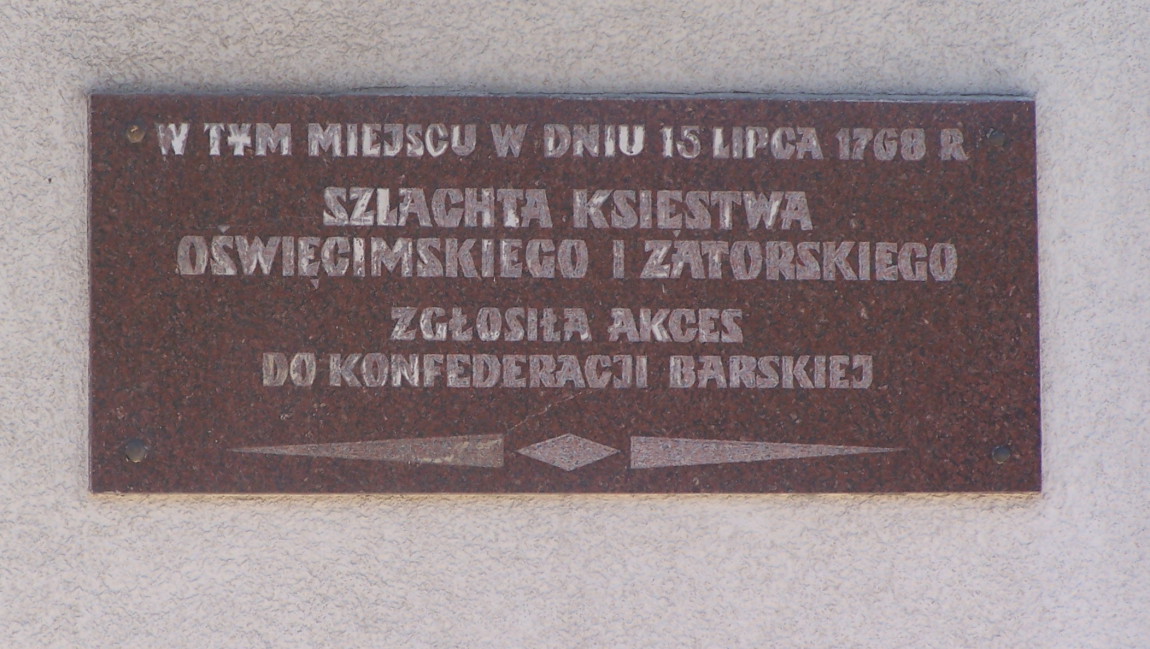 W TYM MIEJSCU W DNIU 15 LIPCA 1768 R
SZLACHTA KSIĘSTWA
OŚWIĘCIMSKIEGO I ZATORSKIEGO
ZGŁOSIŁA AKCES
DO KONFEDERACJI BARSKIEJ